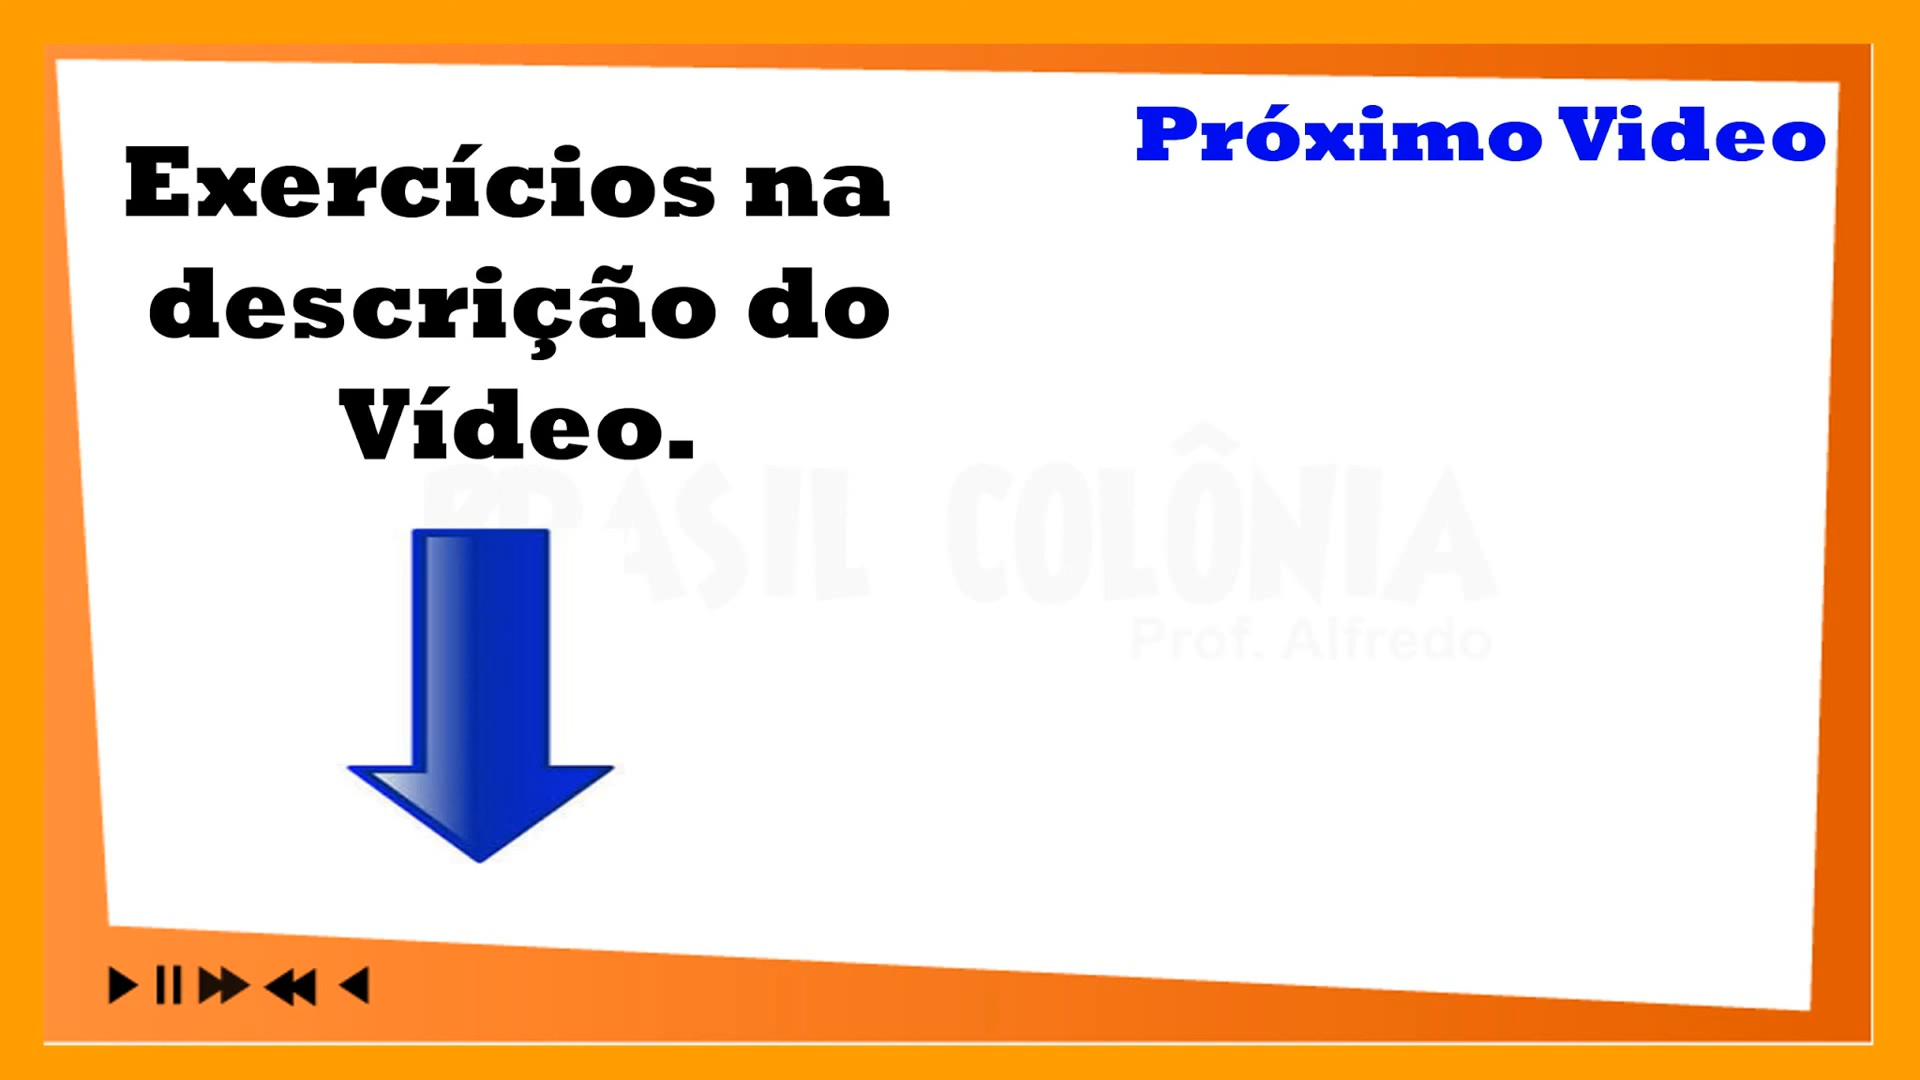 Próximo Video
Exercícios na
descrição do
Vídeo.
BRASIL COLÔNIA
Prof. Alfredo